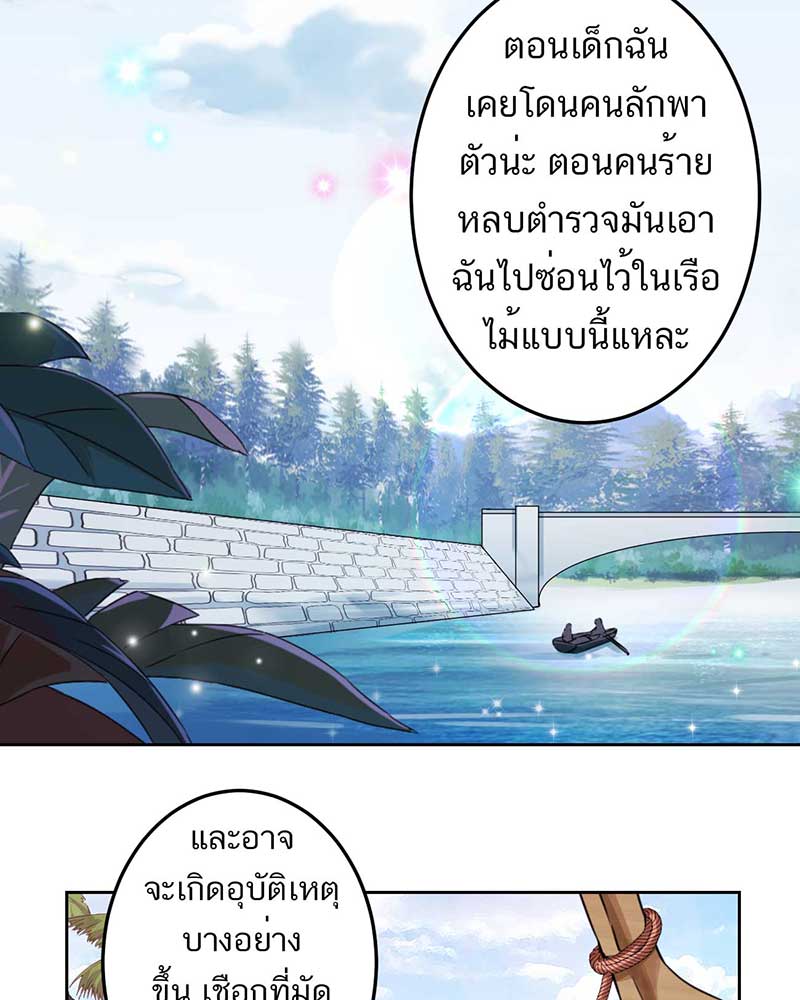 ตอนเด็กฉัน
เคยโดนคนลักพา
ตัวน่ะ ตอนคนร้าย
หลบตำรวจมันเอา
ฉันไปซ่อนไว้ในเรือ
ไม้แบบนี้แหละ
และอาจ
จะเกิดอุบัติเหตุ
บางอย่าง
ขึ้น เชือกที่มัด